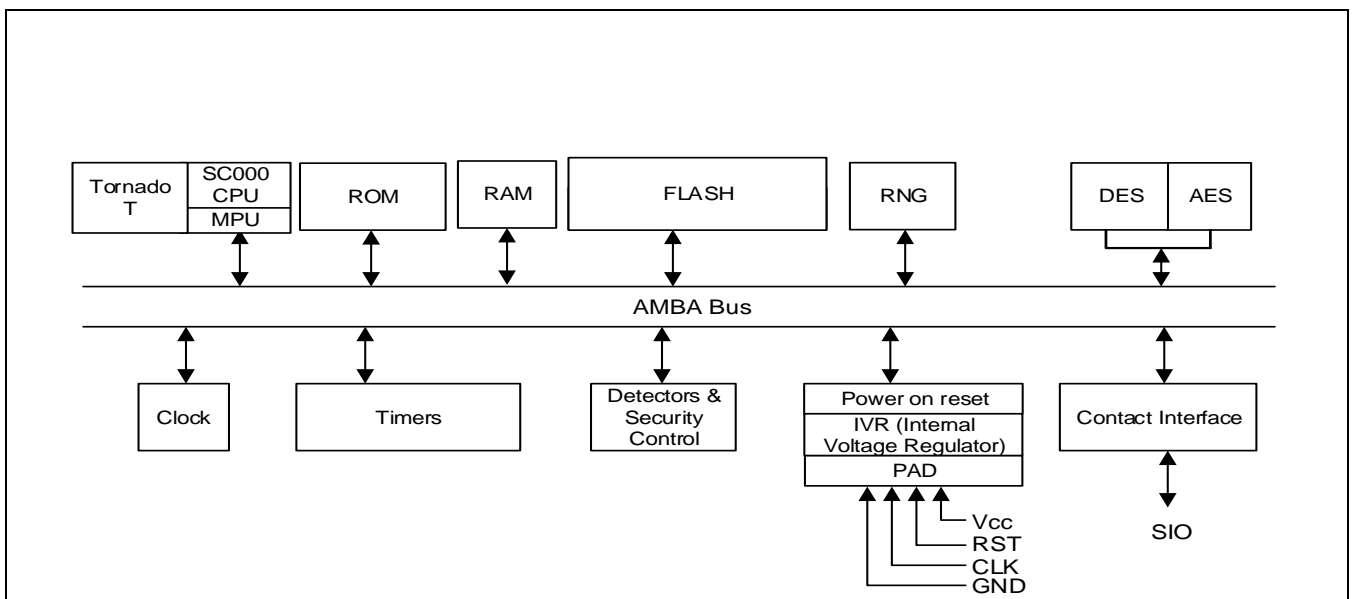 Tornado
T
SC000
CPU
MPU
ROM
RAM
FLASH
RNG
DES
AES
AMBA Bus
Clock
Timers
Detectors &
Security
Control
Power on reset
IVR (Internal
Voltage Regulator)
PAD
Contact Interface
Vcc
RST
CLK
GND
SIO